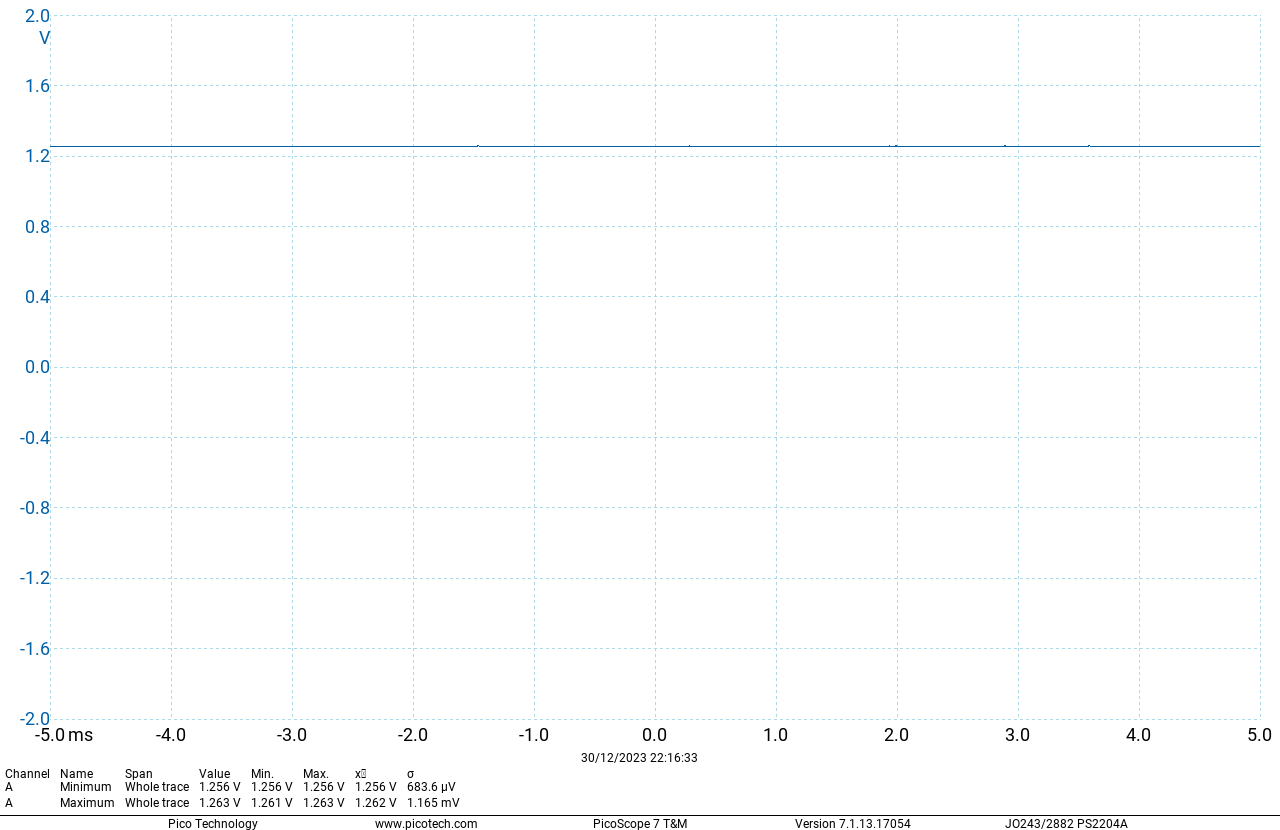 2.0
V
1.6
1.2
0.8
0.4
0.0
-0.4
-0.8
-1.2
-1.6
-2.0
-5.0 ms -4.0 -3.0 -2.0 -1.0 0.0 1.0 2.0 3.0 4.0 5.0
30/12/2023 22:16:33
Channel Name Span Value Min. Max. x▯ σ
A Minimum Whole trace 1.256 V 1.256 V 1.256 V 1.256 V 683.6 µV
A Maximum Whole trace 1.263 V 1.261 V 1.263 V 1.262 V 1.165 mV
Pico Technology www.picotech.com PicoScope 7 T&M Version 7.1.13.17054 JO243/2882 PS2204A